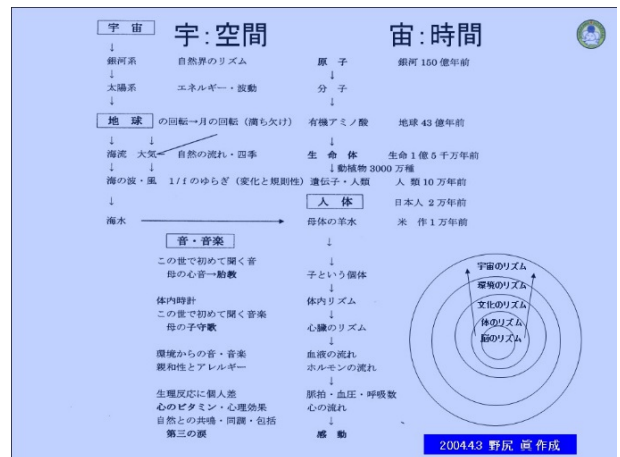 宇 宙 宇:空間 宙:時間
↓
銀河系 自然界のリズム 原 子 銀河 150 億年前
↓ ↓
太陽系 エネルギー・波動 分 子
↓ ↓
地 球 の回転→月の回転（満ち欠け） 有機アミノ酸 地球 43 億年前
↓ ↓ ↓
海流 大気 自然の流れ・四季 生 命 体 生命1億5千万年前
↓ ↓ ↓動植物 3000 万種
海の波・風 1/f のゆらぎ（変化と規則性） 遺伝子・人類 人 類 10 万年前
↓ 人 体 日本人 2 万年前
海水 → 母体の羊水 米 作 1 万年前
音・音楽 ↓
この世で初めて聞く音 ↓
母の心音→胎教 子という個体
↓
体内時計 体内リズム
この世で初めて聞く音楽 ↓
母の子守歌 心臓のリズム
↓
環境からの音・音楽 血液の流れ
親和性とアレルギー ホルモンの流れ
↓
生理反応に個人差 脈拍・血圧・呼吸数
心のビタミン・心理効果 心の流れ
自然との共鳴・同調・包括 ↓
第三の涙 感 動
宇宙のリズム
環境のリズム
文化のリズム
体のリズム
脳のリズム
2004.4.3 野尻 眞 作成